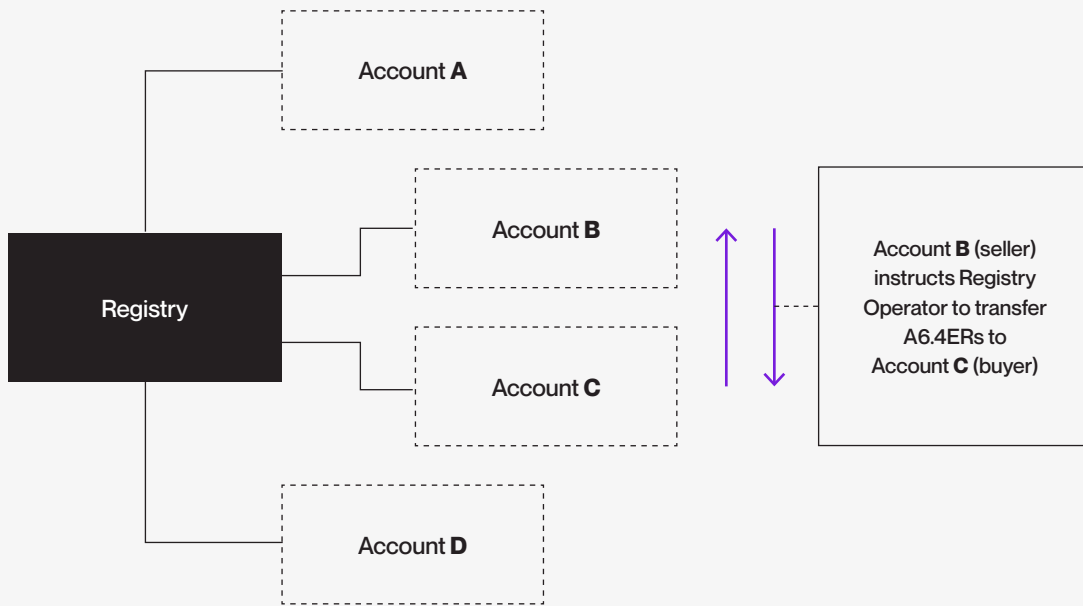 Account A
Account B
Registry
Account C
Account D
Account B (seller)
instructs Registry
Operator to transfer
A6.4ERs to
Account C (buyer)